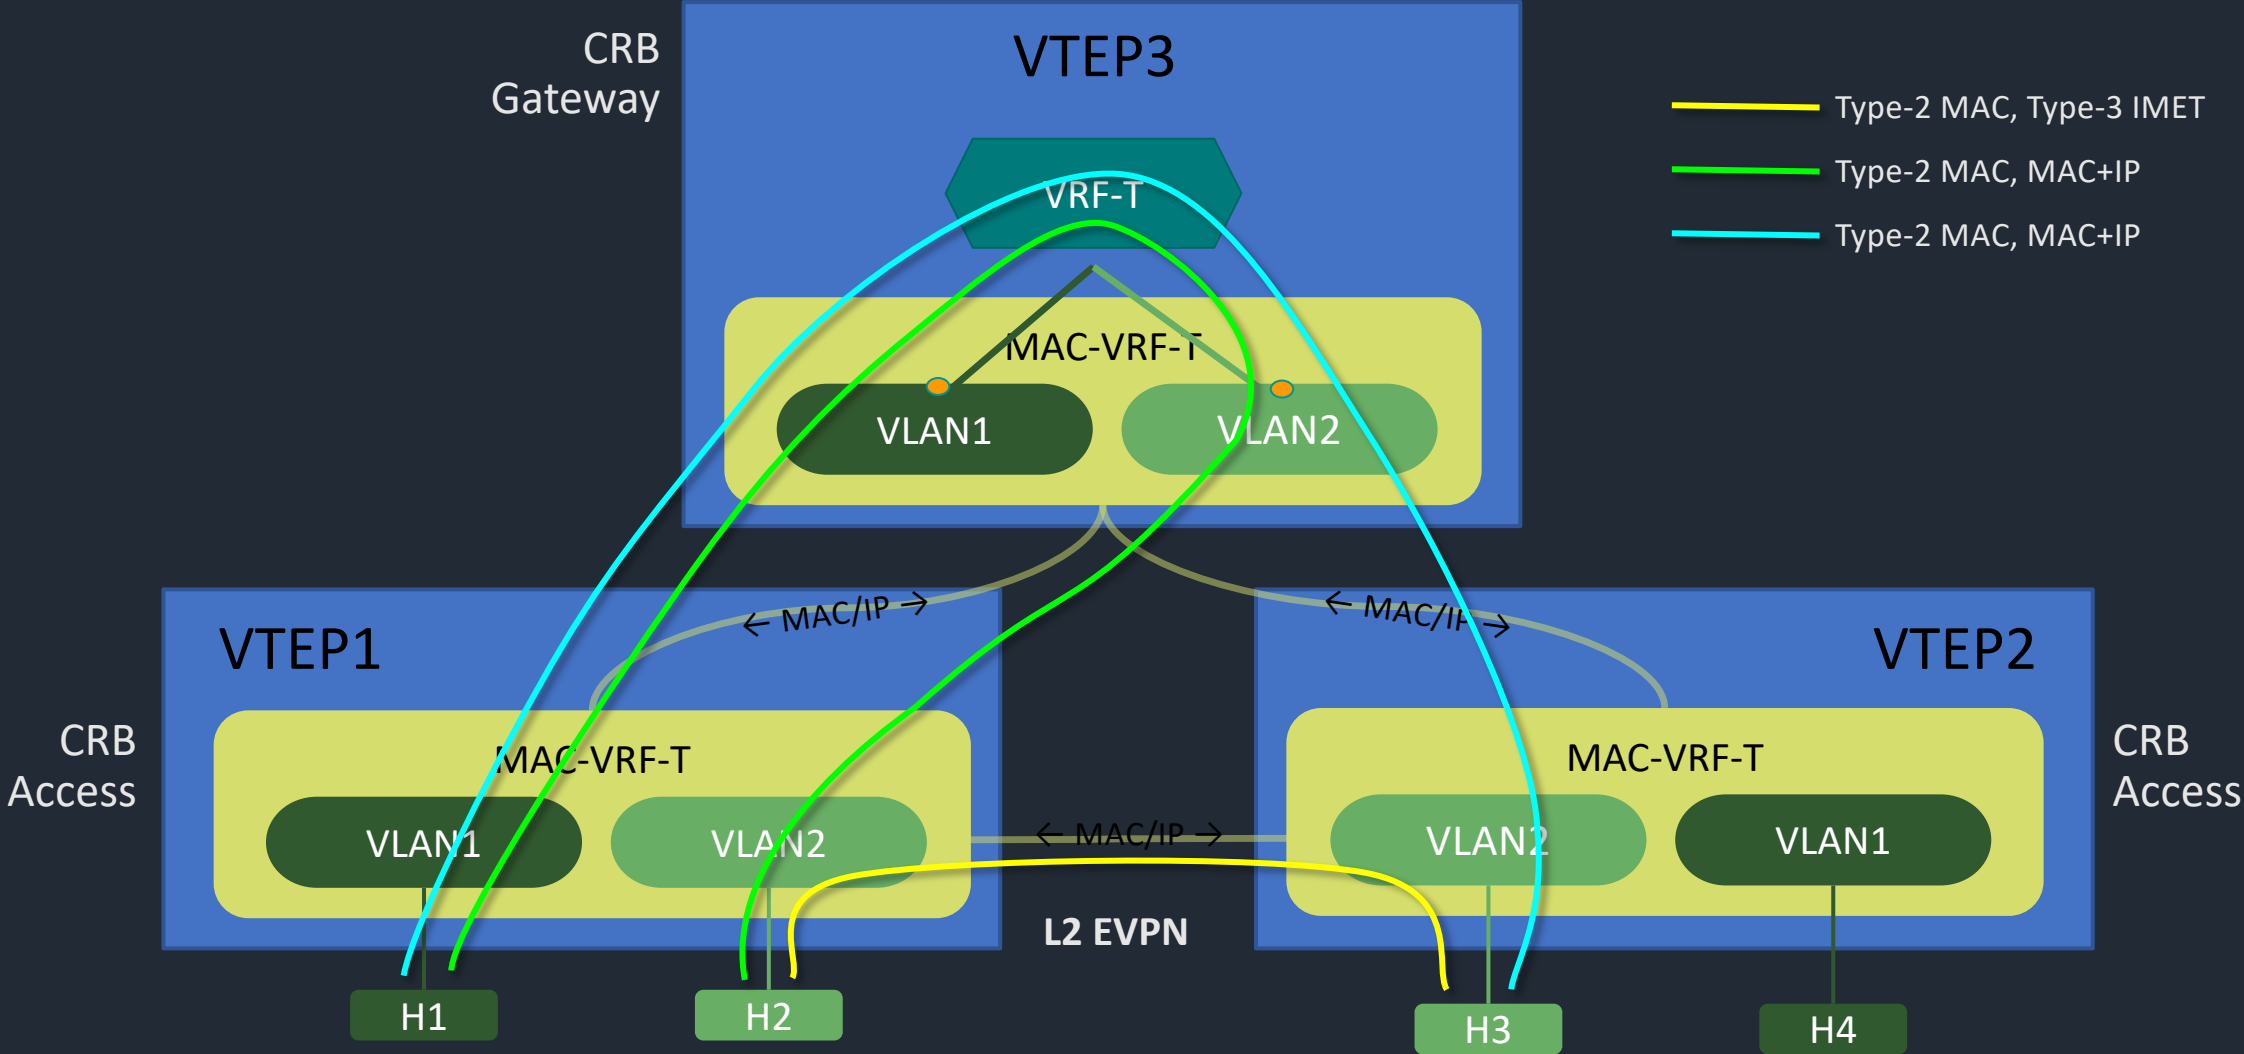 CRB
Gateway
VTEP3
VRF-T
MAC-VRF-T
VLAN1
VLAN2
Type-2 MAC, Type-3 IMET
Type-2 MAC, MAC+IP
Type-2 MAC, MAC+IP
← MAC/IP →
← MAC/IP →
VTEP1
CRB
Access
MAC-VRF-T
VLAN1
VLAN2
← MAC/IP →
L2 EVPN
VTEP2
CRB
Access
MAC-VRF-T
VLAN2
VLAN1
H1
H2
H3
H4